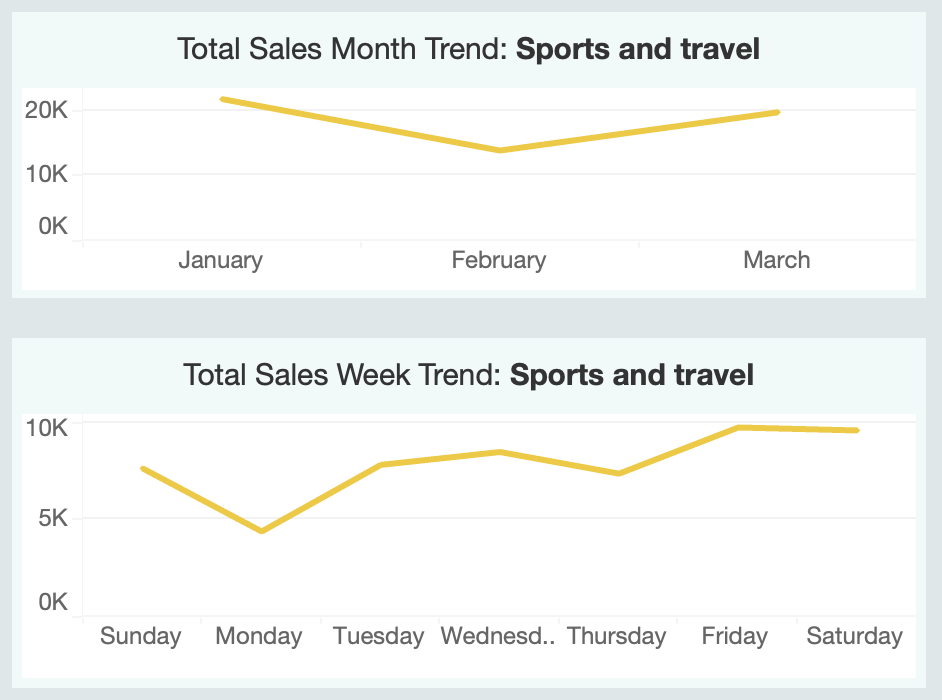 Total Sales Month Trend: Sports and travel
20K
10K
0K
January February March
Total Sales Week Trend: Sports and travel
10K
5K
0K
Sunday Monday Tuesday Wednesd.. Thursday Friday Saturday